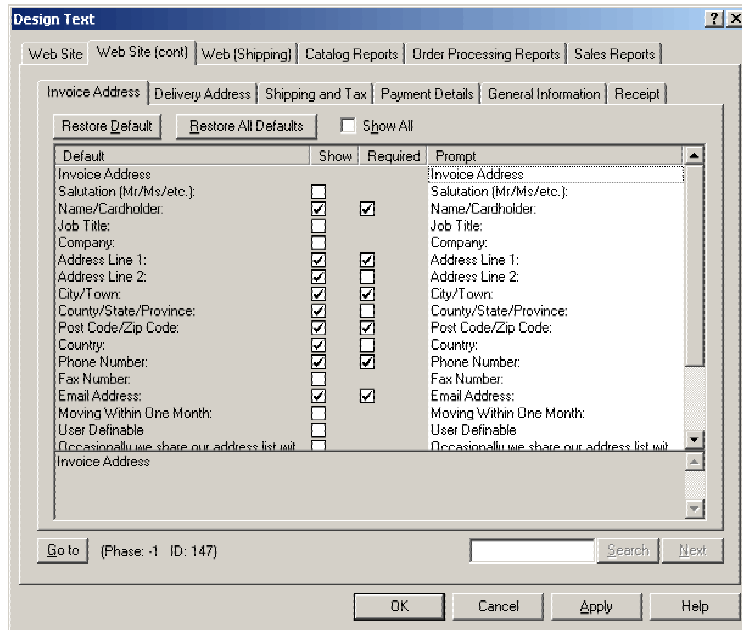 Design Text
Web Site Web Site (cont) Web (Shipping) Catalog Reports Order Processing Reports Sales Reports
Invoice Address Delivery Address Shipping and Tax Payment Details General Information Receipt
Restore Default Restore All Defaults Show All
Default Show Required Prompt
Invoice Address Invoice Address
Salutation (Mr/Ms/etc.): Salutation (Mr/Ms/etc.):
Name/Cardholder: Name/Cardholder:
Job Title: Job Title:
Company: Company:
Address Line 1: Address Line 1:
Address Line 2: Address Line 2:
City/Town: City/Town:
County/State/Province: County/State/Province:
Post Code/Zip Code: Post Code/Zip Code:
Country: Country:
Phone Number: Phone Number:
Fax Number: Fax Number:
Email Address: Email Address:
Moving Within One Month: Moving Within One Month:
User Definable User Definable
Occasionally we share our address list wit Occasionally we share our address list wit
Invoice Address
Go to (Phase: -1 ID: 147) Search Next
OK Cancel Apply Help